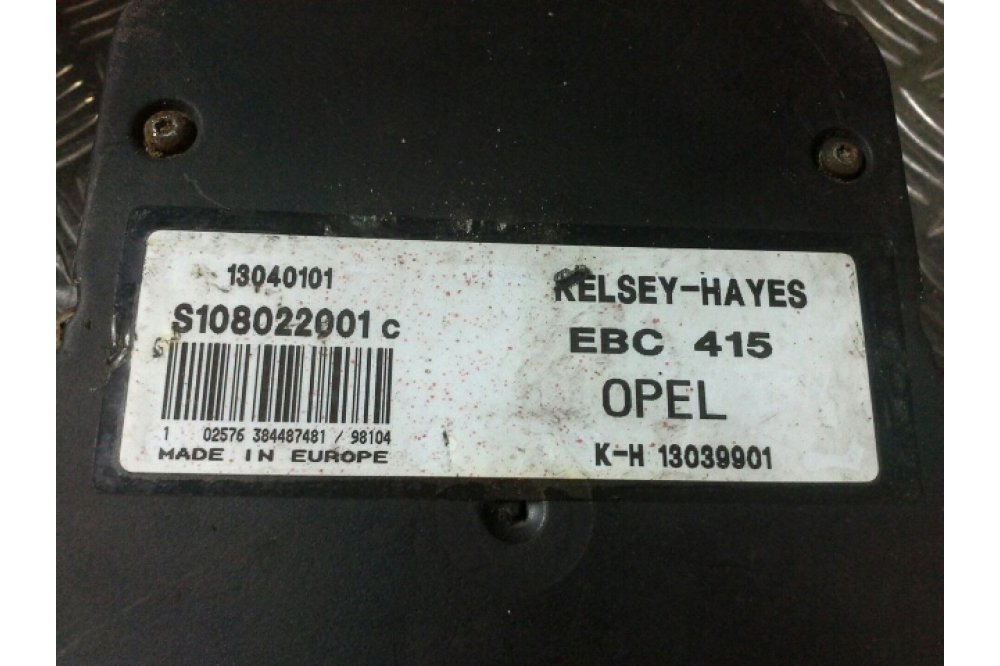 13040101
S108022001 C
1 02576 384487481 / 98104
MADE IN EUROPE
KELSEY-HAYES
EBC 415
OPEL
K-H 13039901